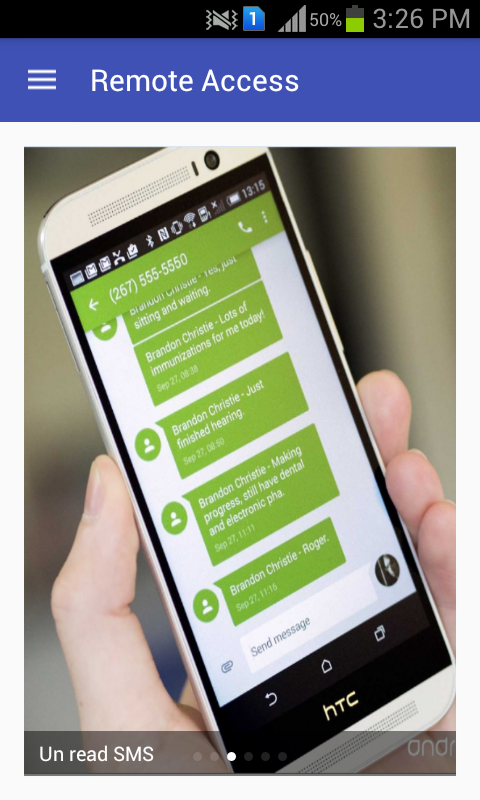 50% 3:26 PM
1
Remote Access
13:15
(267) 555-5550
Brandon Christie - Yes, just
sitting and waiting.
Brandon Christie - Lots of
immunizations for me today!
Sep 27, 08:38
Brandon Christie - Just
finished hearing.
Sep 27, 08:50
Brandon Christie - Making
progress, still have dental
and electronic pha.
Sep 27, 11:11
Brandon Christie - Roger.
Sep 27, 11:16
Send message
hTC
andr
Un read SMS